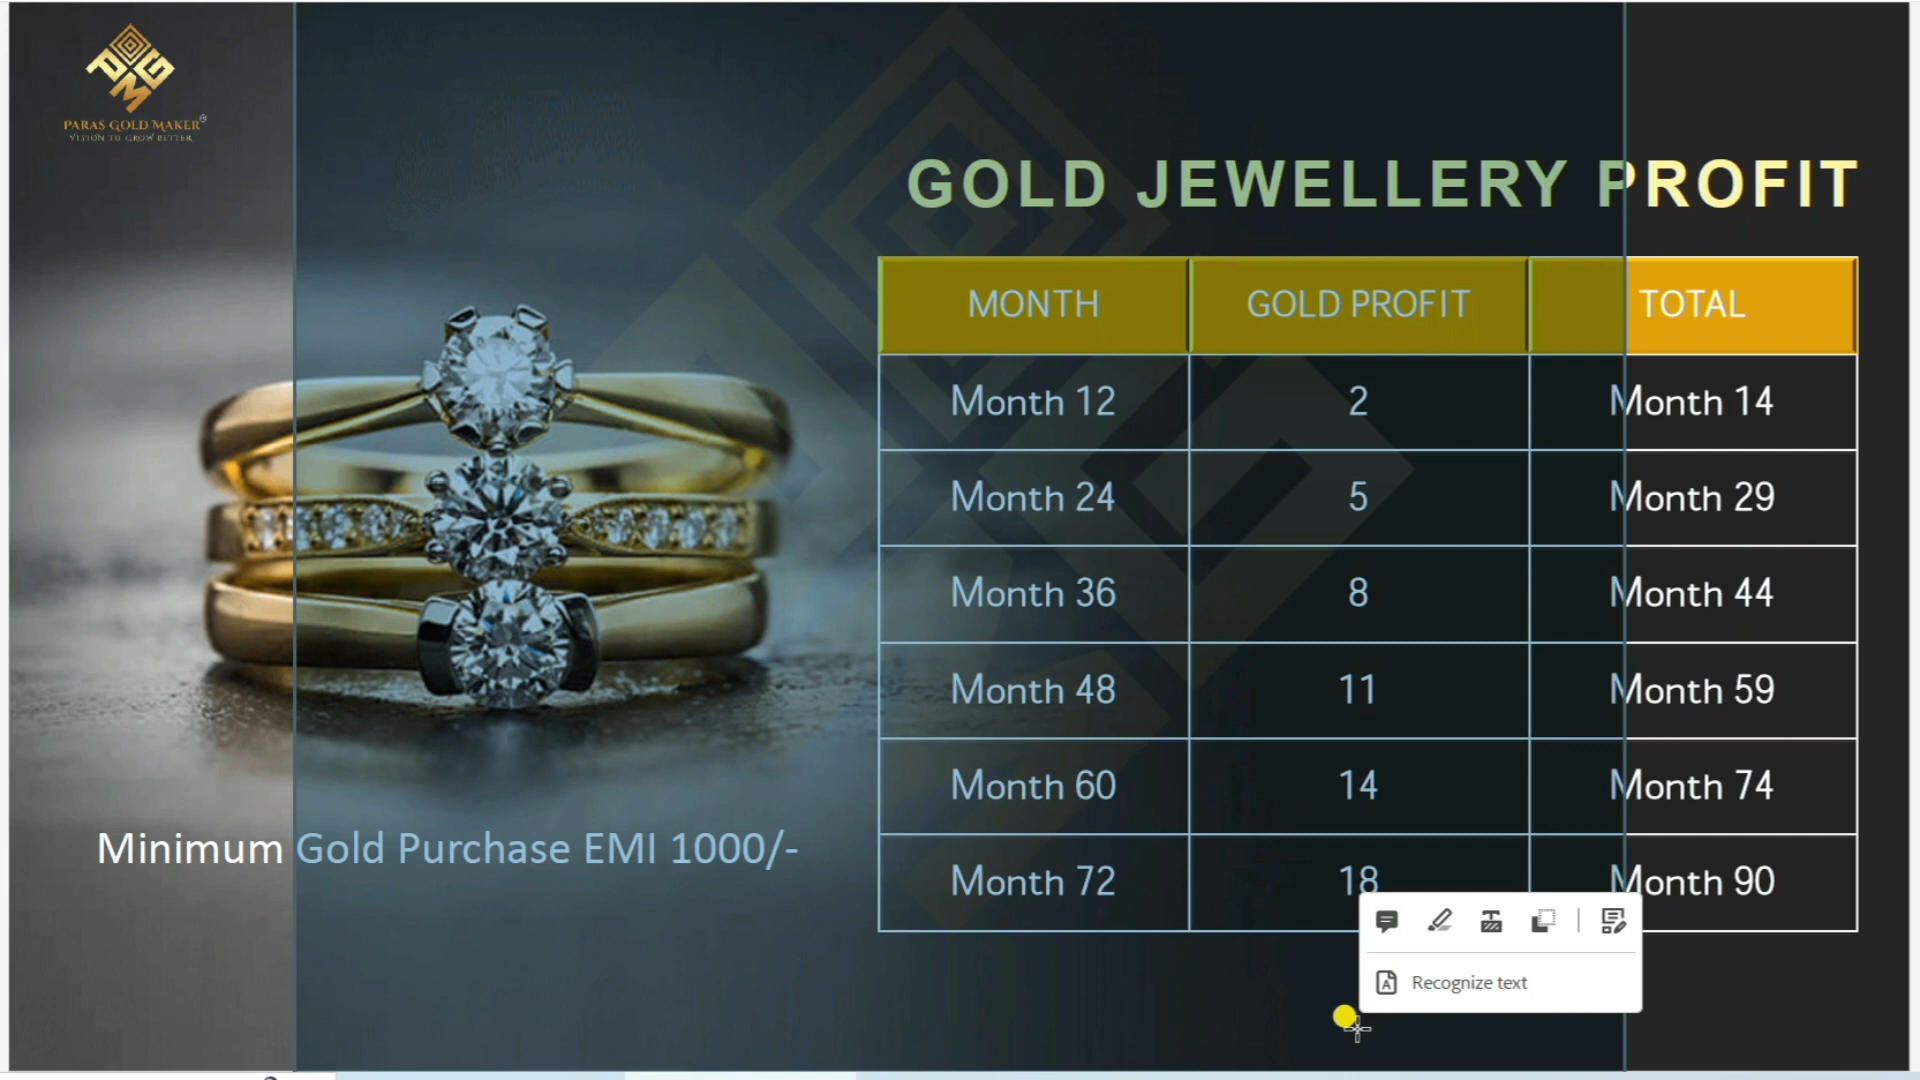 PGM
PARAS GOLD MAKER®
VISION TO GROW BETTER
GOLD JEWELLERY PROFIT
MONTH GOLD PROFIT TOTAL
Month 12 2 Month 14
Month 24 5 Month 29
Month 36 8 Month 44
Month 48 11 Month 59
Month 60 14 Month 74
Month 72 18 Month 90
Minimum Gold Purchase EMI 1000/-
Recognize text